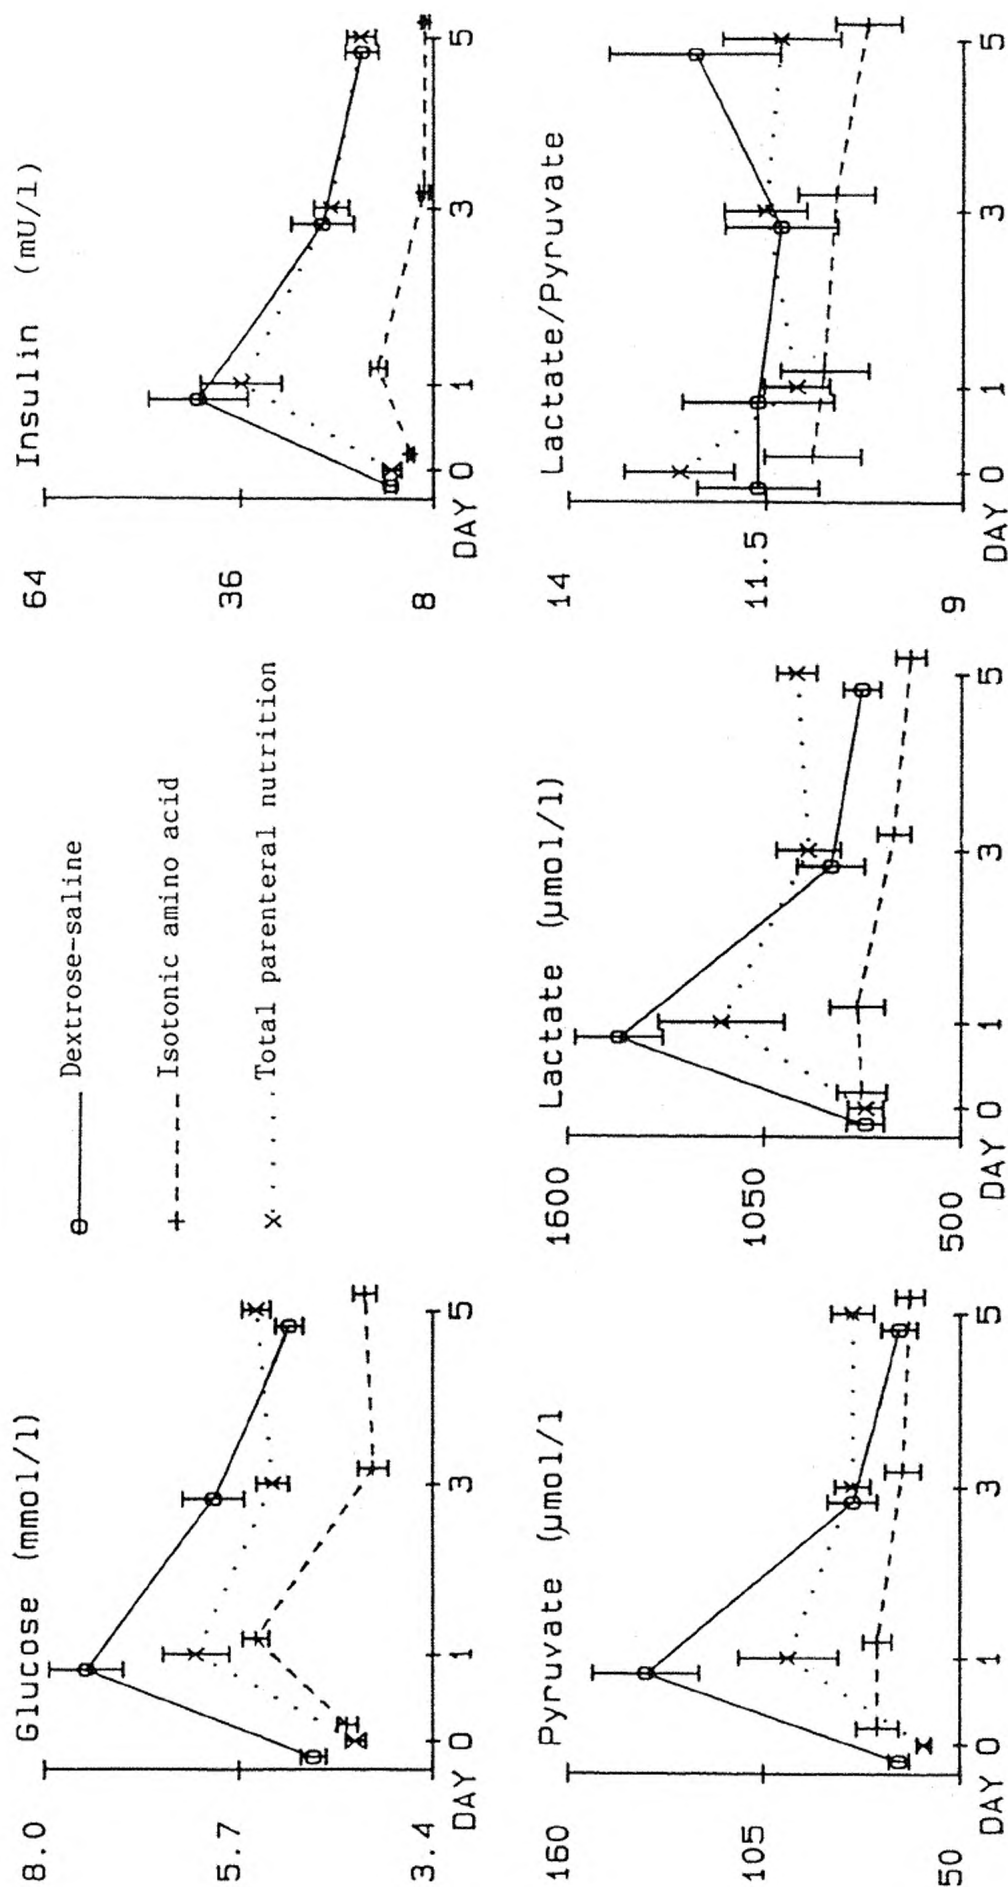 Glucose (mmol/l)
8.0
5.7
3.4
DAY 0 1 3 5
Dextrose-saline
Isotonic amino acid
Total parenteral nutrition
Insulin (mU/l)
64
36
8
DAY 0 1 3 5
Pyruvate (μmol/l
160
105
50
DAY 0 1 3 5
Lactate (μmol/l)
1600
1050
500
DAY 0 1 3 5
Lactate/Pyruvate
14
11.5
9
DAY 0 1 3 5